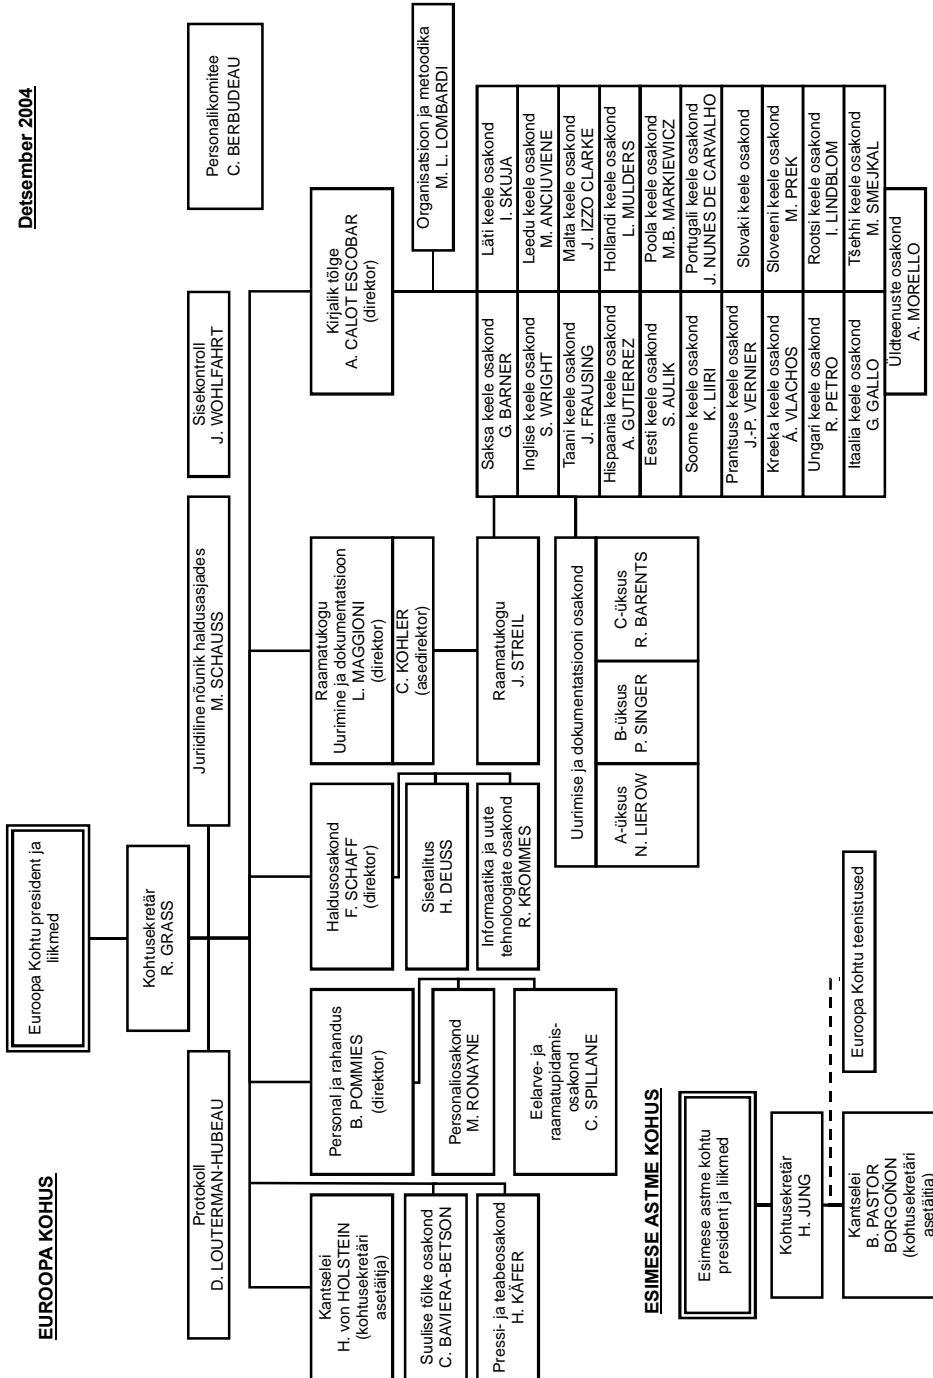 Detsember 2004
EUROOPA KOHUS
Euroopa Kohtu president ja
liikmed
Kohtusekretär
R. GRASS
Protokoll
D. LOUTERMAN-HUBEAU
Juriidiline nõunik haldusasjades
M. SCHAUSS
Sisekontroll
J. WOHLFAHRT
Personalikomitee
C. BERBUDEAU
Kantselei
H. von HOLSTEIN
(kohtusekretäri
asetäitja)
Suulise tõlke osakond
C. BAVIERA-BETSON
Pressi- ja teabeosakond
H. KÄFER
Personal ja rahandus
B. POMMIES
(direktor)
Personaliosakond
M. RONAYNE
Eelarve- ja
raamatupidamis-
osakond
C. SPILLANE
Haldusosakond
F. SCHAFF
(direktor)
Sisetalitus
H. DEUSS
Informaatika ja uute
tehnoloogiate osakond
R. KROMMES
Raamatukogu
Uurimine ja dokumentatsioon
L. MAGGIONI
(direktor)
C. KOHLER
(asedirektor)
Raamatukogu
J. STREIL
Uurimise ja dokumentatsiooni osakond
A-üksus
N. LIEROW
B-üksus
P. SINGER
C-üksus
R. BARENTS
Kirjalik tõlge
A. CALOT ESCOBAR
(direktor)
Organisatsioon ja metoodika
M. L. LOMBARDI
Saksa keele osakond
G. BARNER
Läti keele osakond
I. SKUJA
Inglise keele osakond
S. WRIGHT
Leedu keele osakond
M. ANCIUVIENE
Taani keele osakond
J. FRAUSING
Malta keele osakond
J. IZZO CLARKE
Hispaania keele osakond
A. GUTIERREZ
Hollandi keele osakond
L. MULDERS
Eesti keele osakond
S. AULIK
Poola keele osakond
M.B. MARKIEWICZ
Soome keele osakond
K. LIIRI
Portugali keele osakond
J. NUNES DE CARVALHO
Prantsuse keele osakond
J.-P. VERNIER
Slovaki keele osakond
Kreeka keele osakond
Á. VLACHOS
Sloveeni keele osakond
M. PREK
Ungari keele osakond
R. PETRO
Rootsi keele osakond
I. LINDBLOM
Itaalia keele osakond
G. GALLO
Tšehhi keele osakond
M. SMEJKAL
Üldteenuste osakond
A. MORELLO
ESIMESE ASTME KOHUS
Esimese astme kohtu
president ja liikmed
Kohtusekretär
H. JUNG
Kantselei
B. PASTOR
BORGOÑON
(kohtusekretäri
asetäitja)
Euroopa Kohtu teenistused